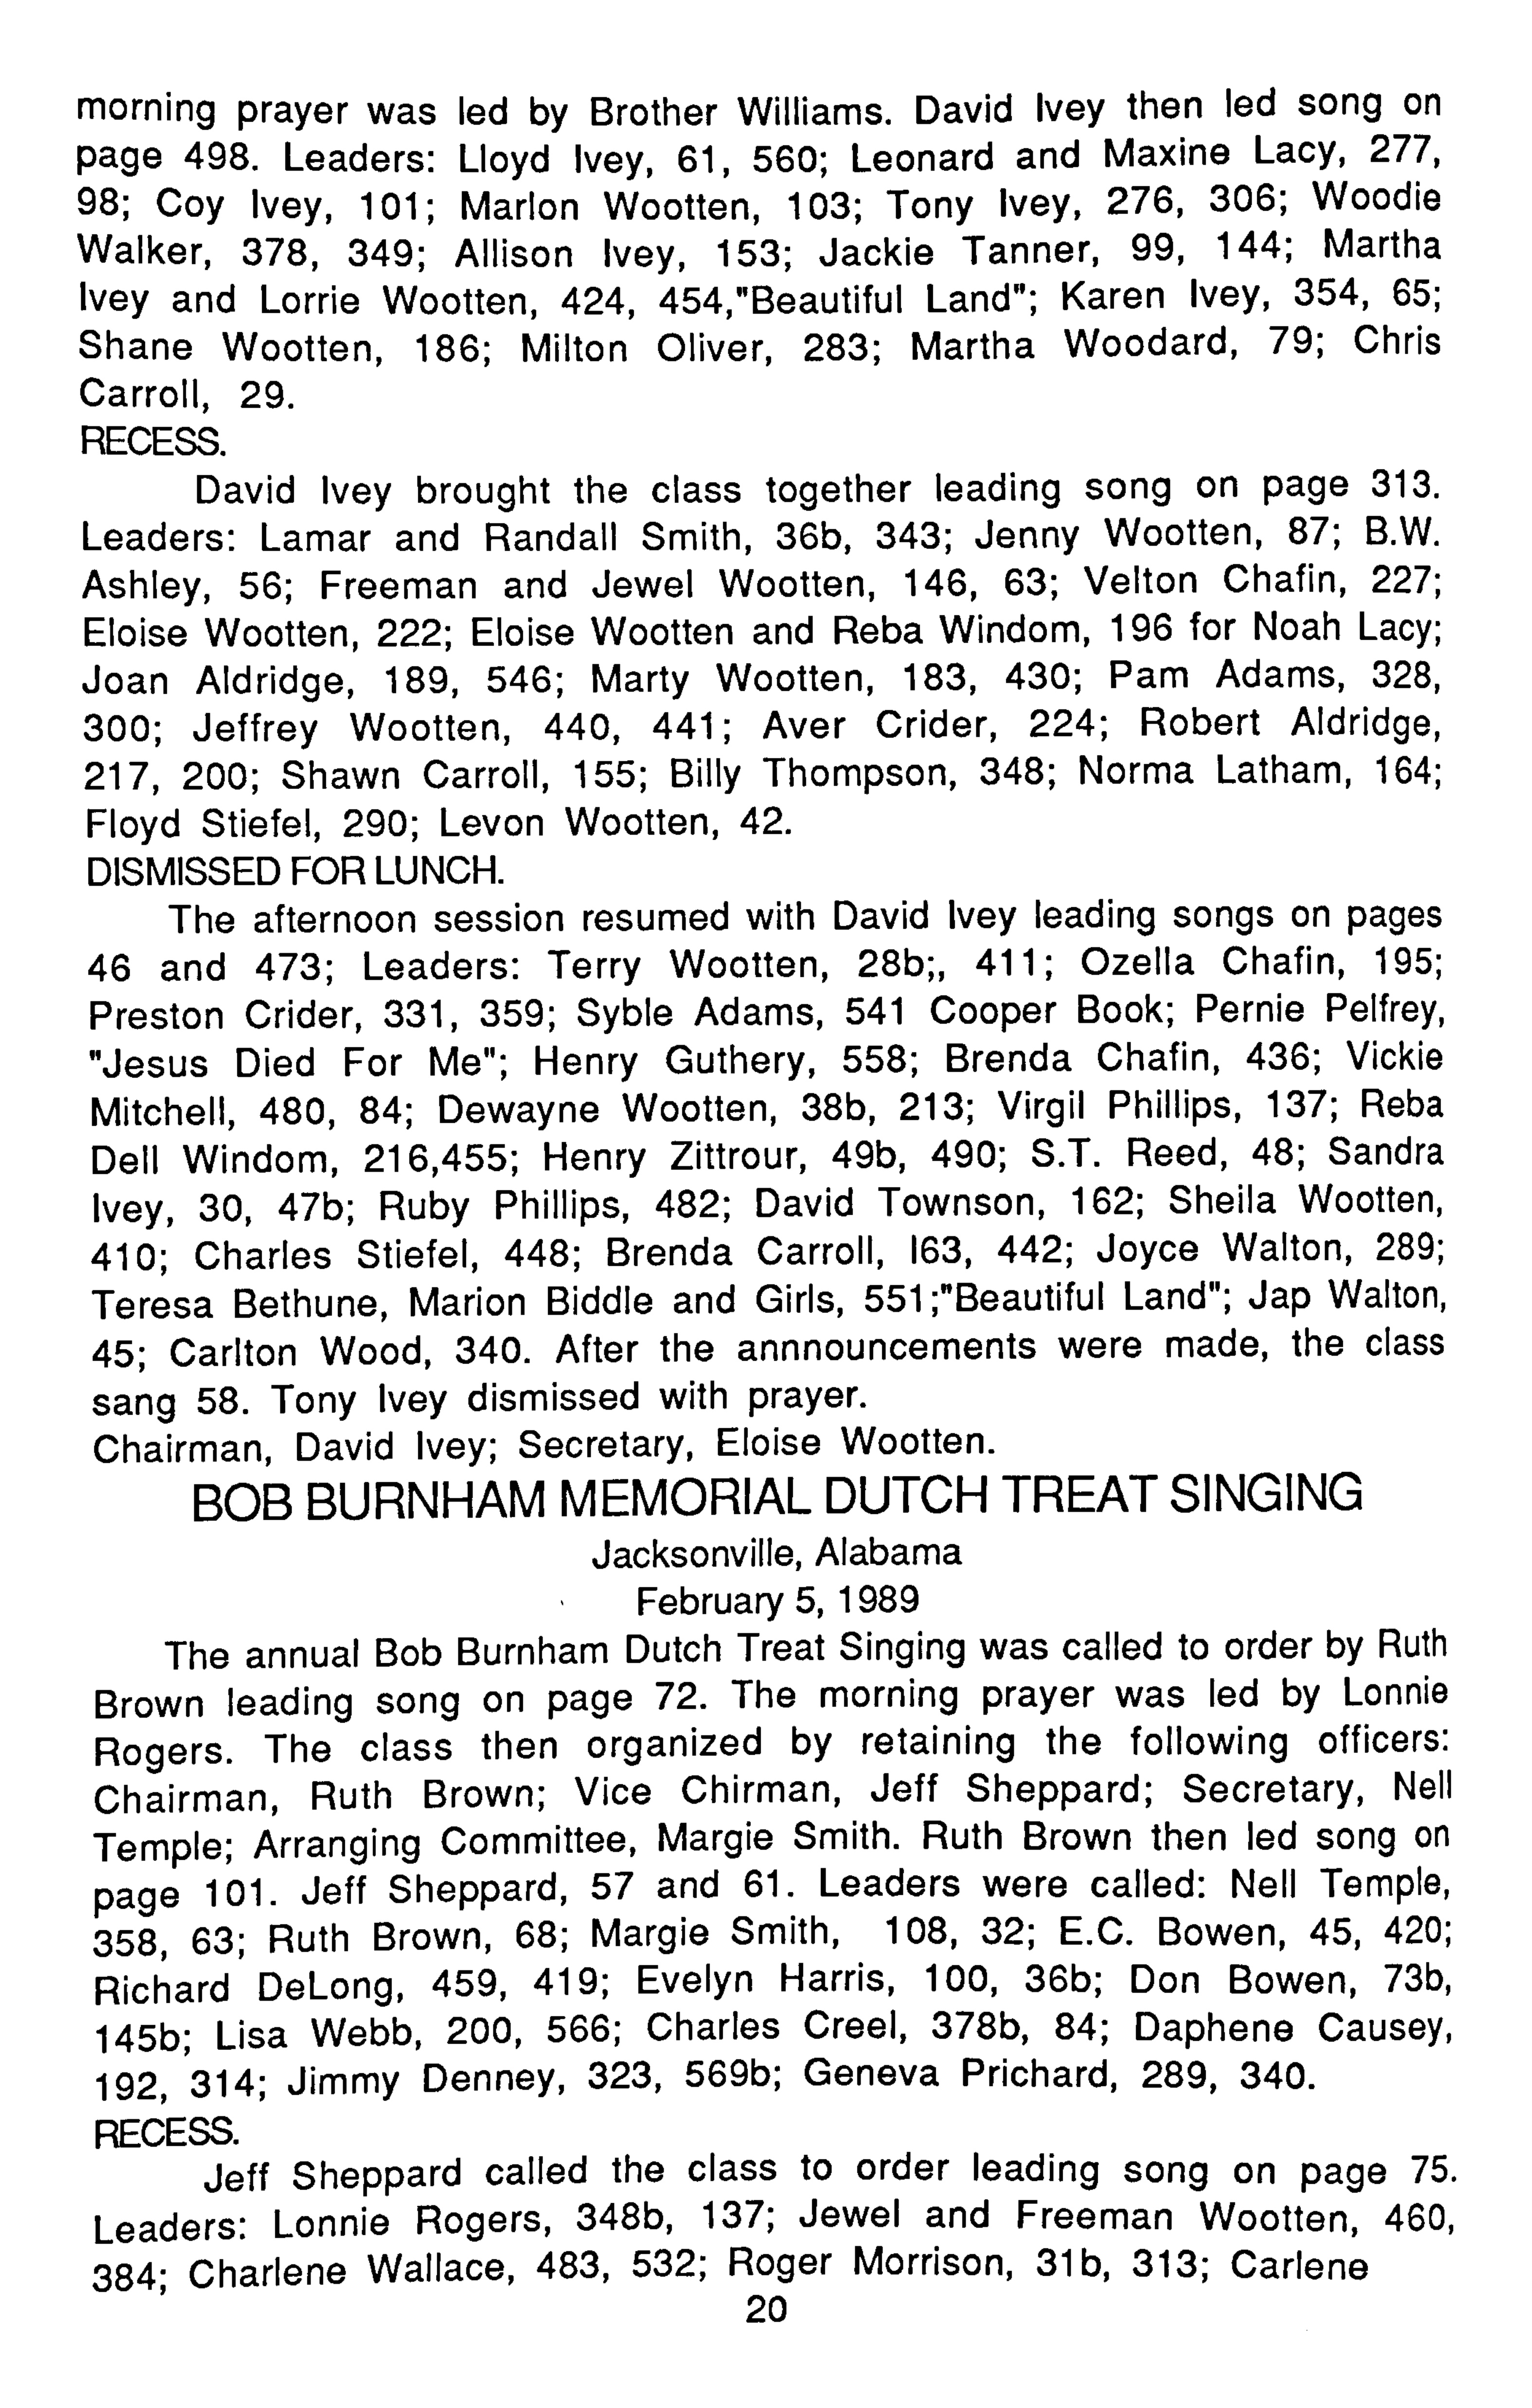 morning prayer was led by Brother Williams. David Ivey then led song on
page 498. Leaders: Lloyd Ivey, 61, 560; Leonard and Maxine Lacy, 277,
98; Coy Ivey, 101; Marlon Wootten, 103; Tony Ivey, 276, 306; Woodie
Walker, 378, 349; Allison Ivey, 153; Jackie Tanner, 99, 144; Martha
Ivey and Lorrie Wootten, 424, 454,"Beautiful Land"; Karen Ivey, 354, 65;
Shane Wootten, 186; Milton Oliver, 283; Martha Woodard, 79; Chris
Carroll, 29.
RECESS.
David Ivey brought the class together leading song on page 313.
Leaders: Lamar and Randall Smith, 36b, 343; Jenny Wootten, 87; B.W.
Ashley, 56; Freeman and Jewel Wootten, 146, 63; Velton Chafin, 227;
Eloise Wootten, 222; Eloise Wootten and Reba Windom, 196 for Noah Lacy;
Joan Aldridge, 189, 546; Marty Wootten, 183, 430; Pam Adams, 328,
300; Jeffrey Wootten, 440, 441; Aver Crider, 224; Robert Aldridge,
217, 200; Shawn Carroll, 155; Billy Thompson, 348; Norma Latham, 164;
Floyd Stiefel, 290; Levon Wootten, 42.
DISMISSED FOR LUNCH.
The afternoon session resumed with David Ivey leading songs on pages
46 and 473; Leaders: Terry Wootten, 28b;, 411; Ozella Chafin, 195;
Preston Crider, 331, 359; Syble Adams, 541 Cooper Book; Pernie Pelfrey,
"Jesus Died For Me"; Henry Guthery, 558; Brenda Chafin, 436; Vickie
Mitchell, 480, 84; Dewayne Wootten, 38b, 213; Virgil Phillips, 137; Reba
Dell Windom, 216,455; Henry Zittrour, 49b, 490; S.T. Reed, 48; Sandra
Ivey, 30, 47b; Ruby Phillips, 482; David Townson, 162; Sheila Wootten,
410; Charles Stiefel, 448; Brenda Carroll, I63, 442; Joyce Walton, 289;
Teresa Bethune, Marion Biddle and Girls, 551;"Beautiful Land"; Jap Walton,
45; Carlton Wood, 340. After the annnouncements were made, the class
sang 58. Tony Ivey dismissed with prayer.
Chairman, David Ivey; Secretary, Eloise Wootten.
BOB BURNHAM MEMORIAL DUTCH TREAT SINGING
Jacksonville, Alabama
February 5, 1989
The annual Bob Burnham Dutch Treat Singing was called to order by Ruth
Brown leading song on page 72. The morning prayer was led by Lonnie
Rogers. The class then organized by retaining the following officers:
Chairman, Ruth Brown; Vice Chirman, Jeff Sheppard; Secretary, Nell
Temple; Arranging Committee, Margie Smith. Ruth Brown then led song on
page 101. Jeff Sheppard, 57 and 61. Leaders were called: Nell Temple,
358, 63; Ruth Brown, 68; Margie Smith, 108, 32; E.C. Bowen, 45, 420;
Richard DeLong, 459, 419; Evelyn Harris, 100, 36b; Don Bowen, 73b,
145b; Lisa Webb, 200, 566; Charles Creel, 378b, 84; Daphene Causey,
192, 314; Jimmy Denney, 323, 569b; Geneva Prichard, 289, 340.
RECESS.
Jeff Sheppard called the class to order leading song on page 75.
Leaders: Lonnie Rogers, 348b, 137; Jewel and Freeman Wootten, 460,
384; Charlene Wallace, 483, 532; Roger Morrison, 31b, 313; Carlene
20